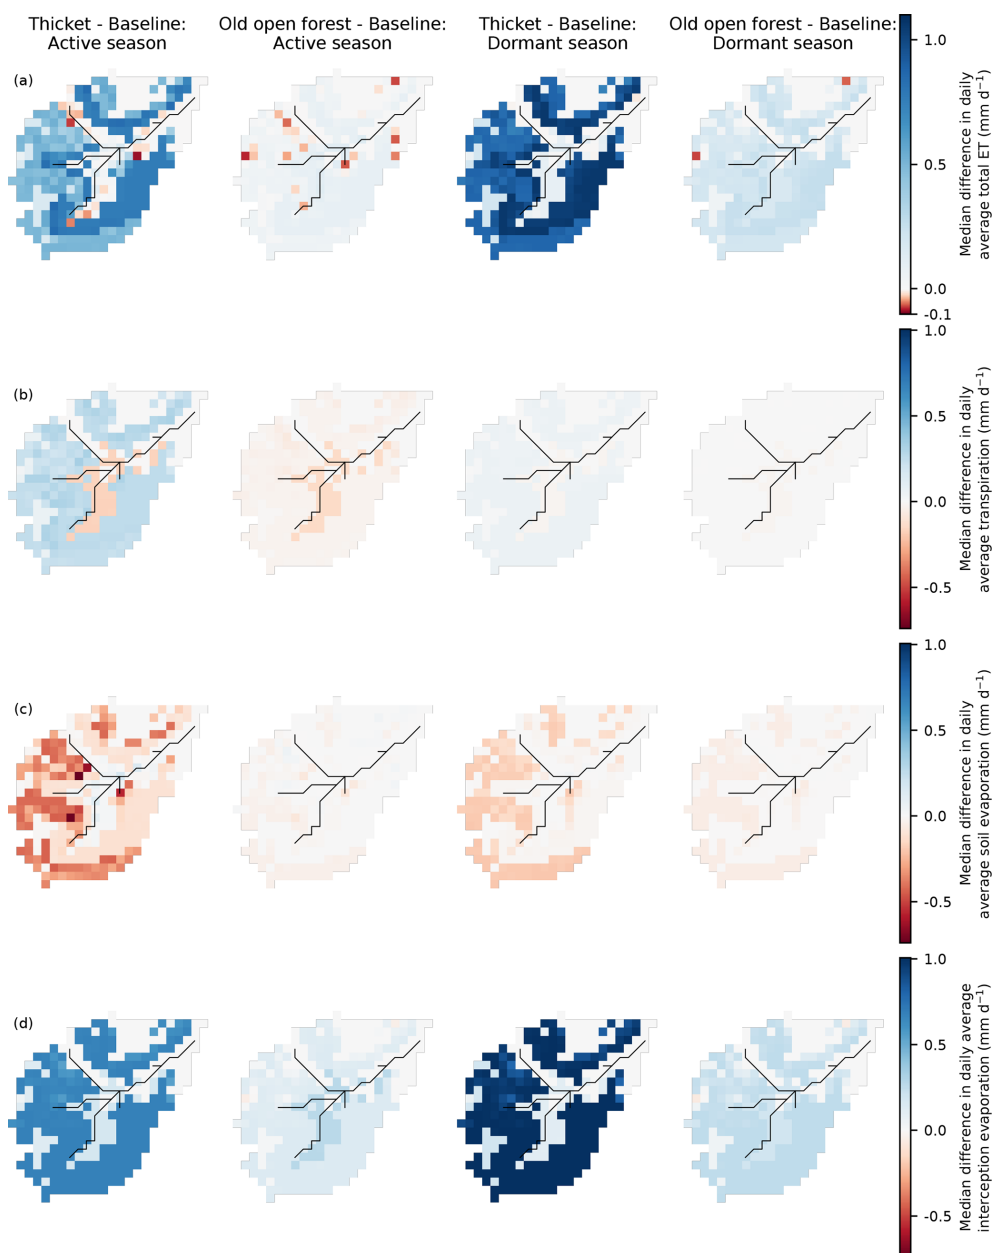 Thicket - Baseline:
Active season
Old open forest - Baseline:
Active season
Thicket - Baseline:
Dormant season
Old open forest - Baseline:
Dormant season
(a)
1.0
0.5
0.0
-0.1
Median difference in daily
average total ET (mm d⁻¹)
(b)
1.0
0.5
0.0
-0.5
Median difference in daily
average transpiration (mm d⁻¹)
(c)
1.0
0.5
0.0
-0.5
Median difference in daily
average soil evaporation (mm d⁻¹)
(d)
1.0
0.5
0.0
-0.5
Median difference in daily average
interception evaporation (mm d⁻¹)